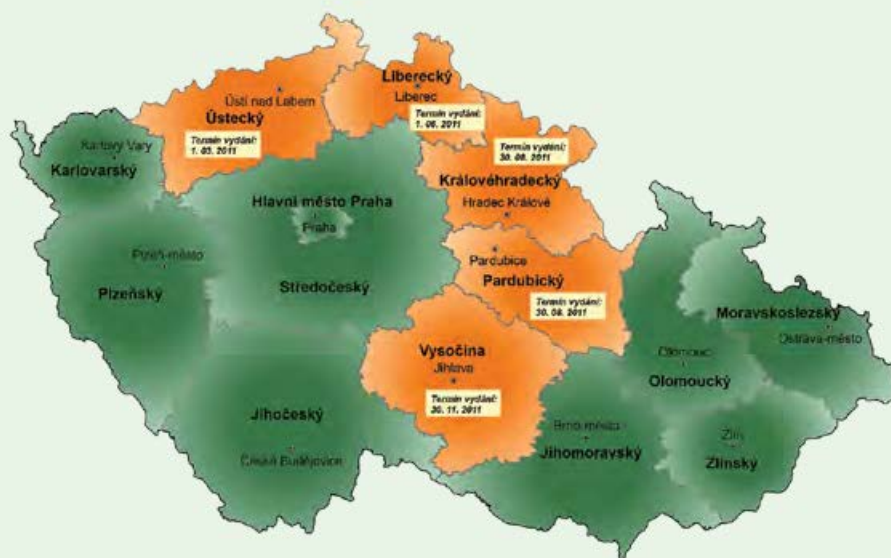 Liberecký
Liberec
Termín vydání:
1. 06. 2011
Ústí nad Labem
Ústecký
Termín vydání:
1. 03. 2011
Karlovy Vary
Karlovarský
Termín vydání:
30. 08. 2011
Královéhradecký
Hradec Králové
Hlavní město Praha
Praha
Plzeň-město
Plzeňský
Středočeský
Pardubice
Pardubický
Termín vydání:
30. 08. 2011
Moravskoslezský
Ostrava-město
Vysočina
Jihlava
Termín vydání:
30. 11. 2011
Olomouc
Olomoucký
Jihočeský
České Budějovice
Brno-město
Jihomoravský
Zlín
Zlínský